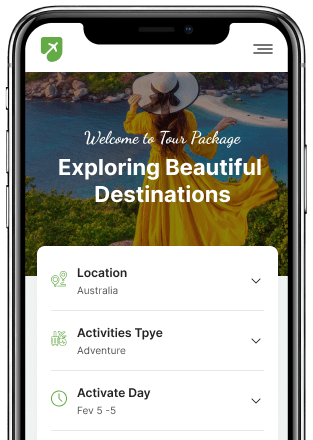 Welcome to Tour Package
Exploring Beautiful
Destinations
Location
Australia
Activities Tpye
Adventure
Activate Day
Fev 5 -5